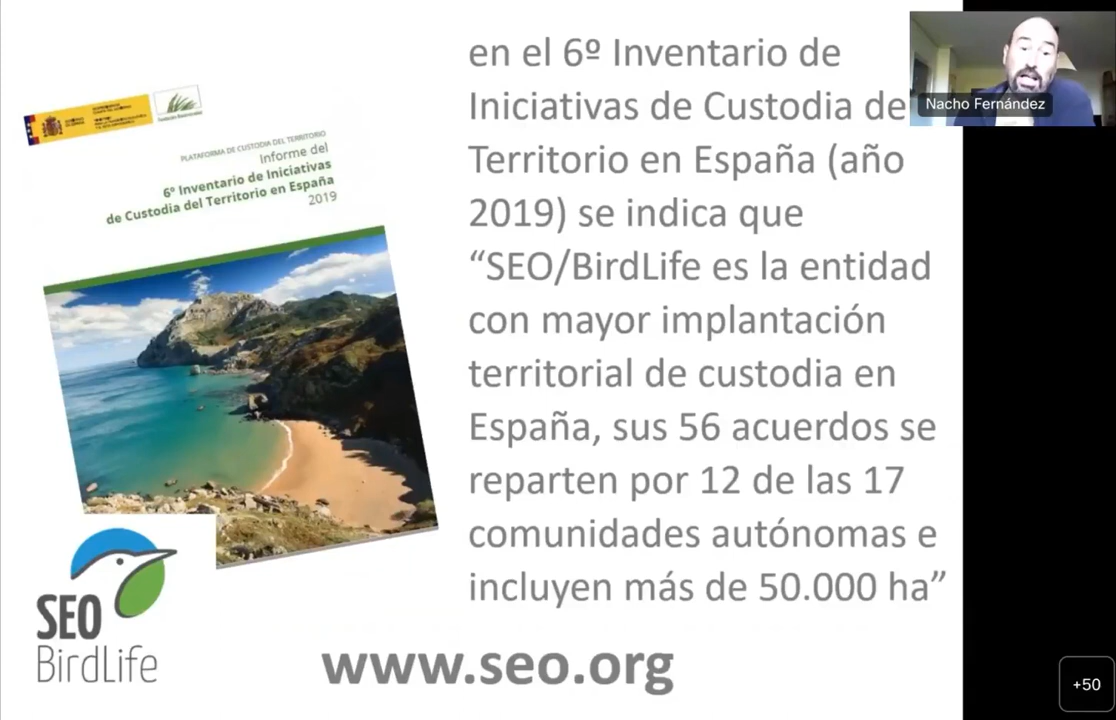 en el 6º Inventario de
Iniciativas de Custodia de
Territorio en España (año
2019) se indica que
“SEO/BirdLife es la entidad
con mayor implantación
territorial de custodia en
España, sus 56 acuerdos se
reparten por 12 de las 17
comunidades autónomas e
incluyen más de 50.000 ha”
PLATAFORMA DE CUSTODIA DEL TERRITORIO
Informe del
6º Inventario de Iniciativas
de Custodia del Territorio en España
2019
SEO
BirdLife
www.seo.org
Nacho Fernández
+50